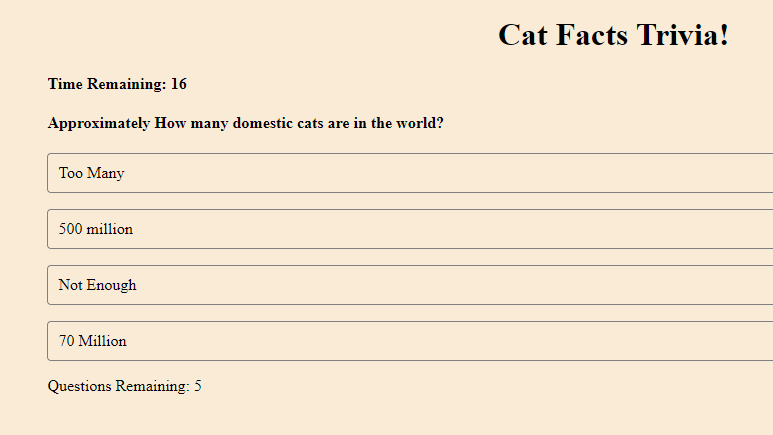 Cat Facts Trivia!
Time Remaining: 16
Approximately How many domestic cats are in the world?
Too Many
500 million
Not Enough
70 Million
Questions Remaining: 5